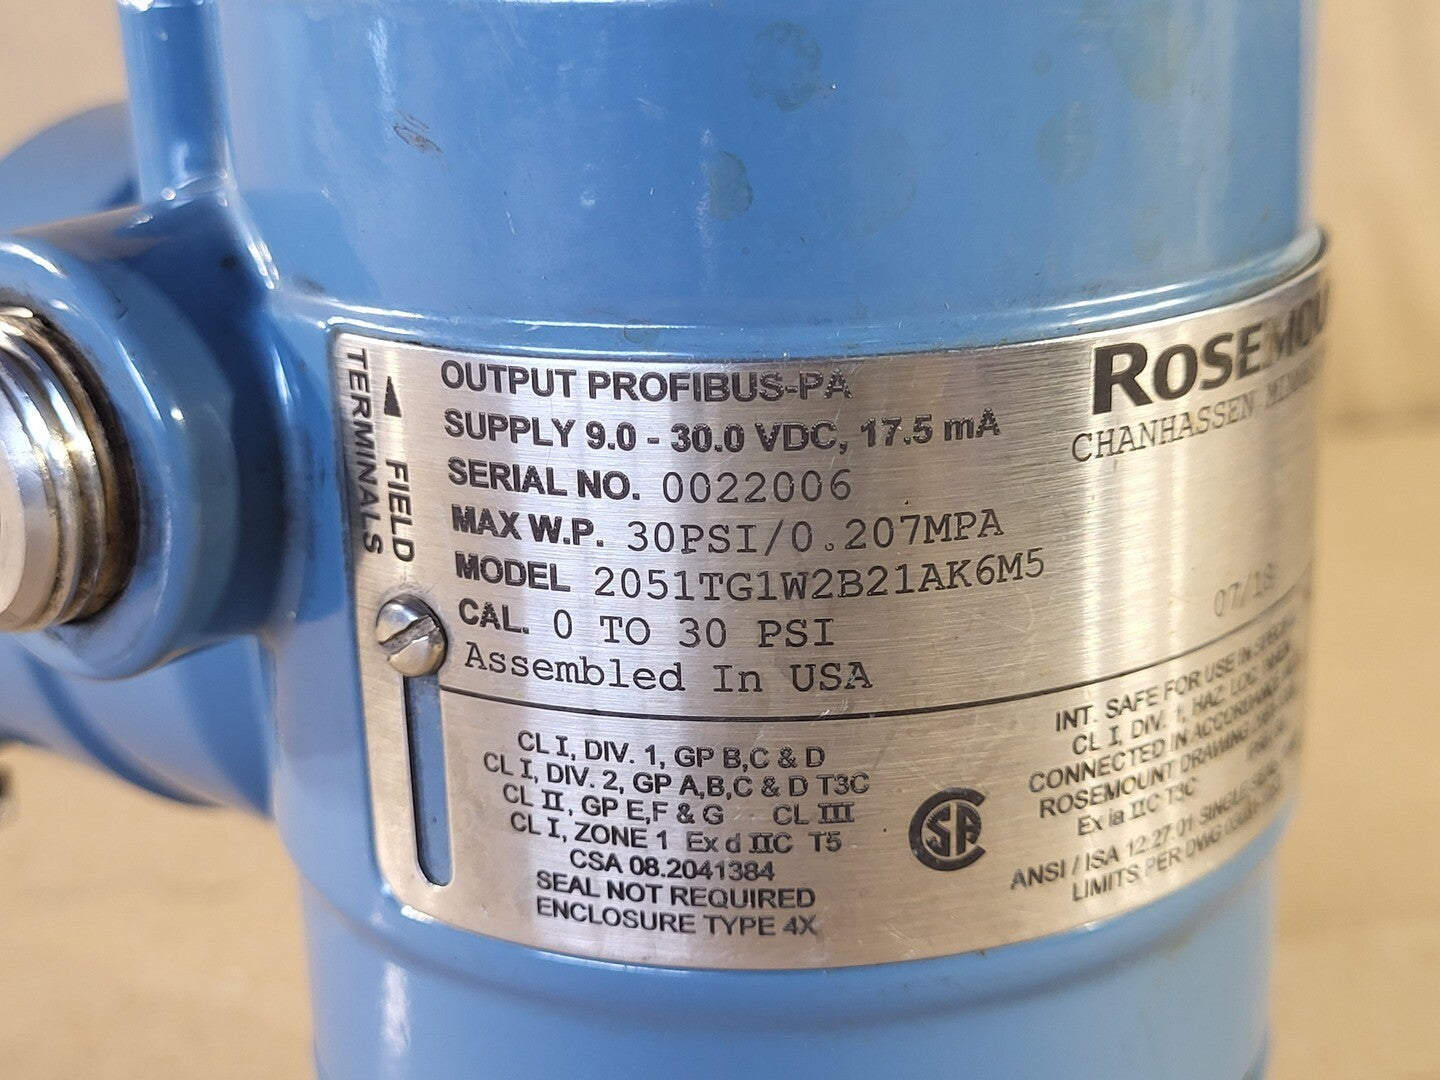 TERMINALS
▲ FIELD
OUTPUT PROFIBUS-PA
SUPPLY 9.0 - 30.0 VDC, 17.5 mA
SERIAL NO. 0022006
MAX W.P. 30PSI/0.207MPA
MODEL 2051TG1W2B21AK6M5
CAL. 0 TO 30 PSI
Assembled In USA
CL I, DIV. 1, GP B,C & D
CL I, DIV. 2, GP A,B,C & D T3C
CL II, GP E,F & G CL III
CL I, ZONE 1 Ex d IIC T5
CSA 08.2041384
SEAL NOT REQUIRED
ENCLOSURE TYPE 4X
SA
ROSEMOU
CHANHASSEN
07/18
INT. SAFE FOR USE IN
CL I, DIV. 1, HAZ. LOC. WHEN
CONNECTED IN ACCORDANCE
ROSEMOUNT DRAWING
Ex ia IIC T3C
ANSI / ISA 12.27.01 SINGLE SEAL
LIMITS PER DWG